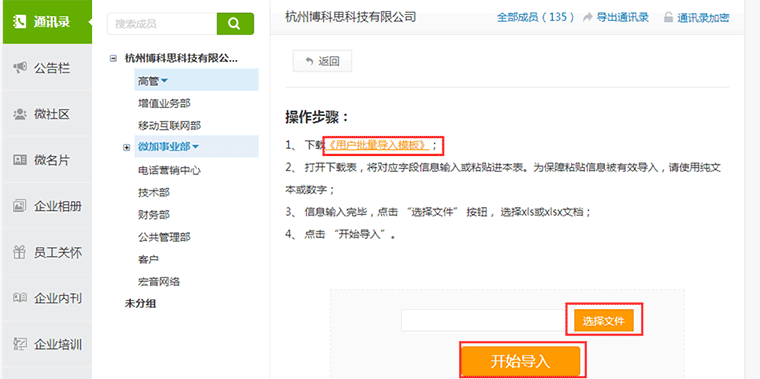 通讯录
公告栏
微社区
微名片
企业相册
员工关怀
企业内刊
企业培训
搜索成员
杭州博科思科技有限公...
高管
增值业务部
移动互联网部
微加事业部
电话营销中心
技术部
财务部
公共管理部
客户
宏音网络
未分组
杭州博科思科技有限公司
全部成员（135） 导出通讯录 通讯录加密
返回
操作步骤：
1、 下载《用户批量导入模板》；
2、 打开下载表，将对应字段信息输入或粘贴进本表。为保障粘贴信息被有效导入，请使用纯文
本或数字；
3、 信息输入完毕，点击 “选择文件” 按钮， 选择xls或xlsx文档；
4、 点击 “开始导入”。
选择文件
开始导入